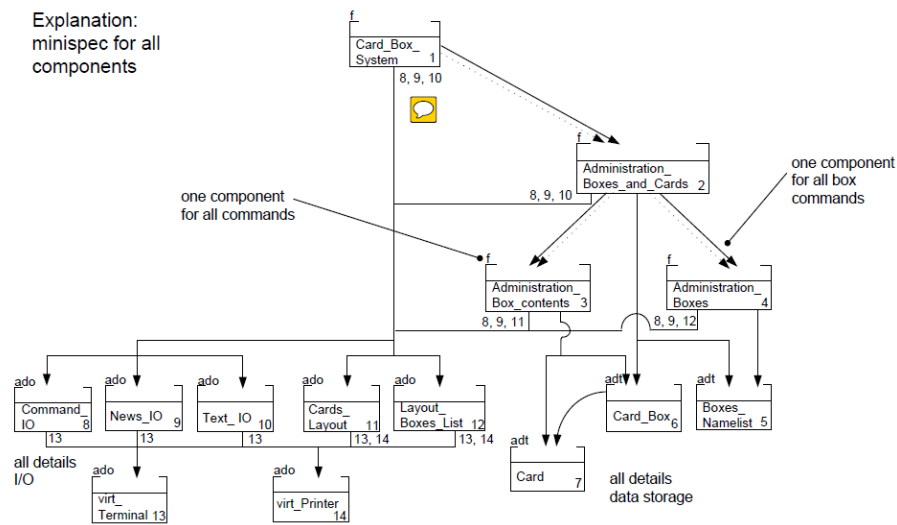 Explanation:
minispec for all
components
f
Card_Box_
System 1
8, 9, 10
f
Administration_
Boxes_and_Cards 2
8, 9, 10
one component
for all box
commands
one component
for all commands
f
Administration_
Box_contents 3
8, 9, 11
f
Administration_
Boxes 4
8, 9, 12
ado
Command_
IO 8
13
ado
News_IO 9
13
ado
Text_ IO 10
13
ado
Cards_
Layout 11
13, 14
ado
Layout_
Boxes_List 12
13, 14
adt
Card_Box 6
adt
Boxes_
Namelist 5
all details
I/O
ado
virt_
Terminal 13
ado
virt_Printer
14
adt
Card 7
all details
data storage